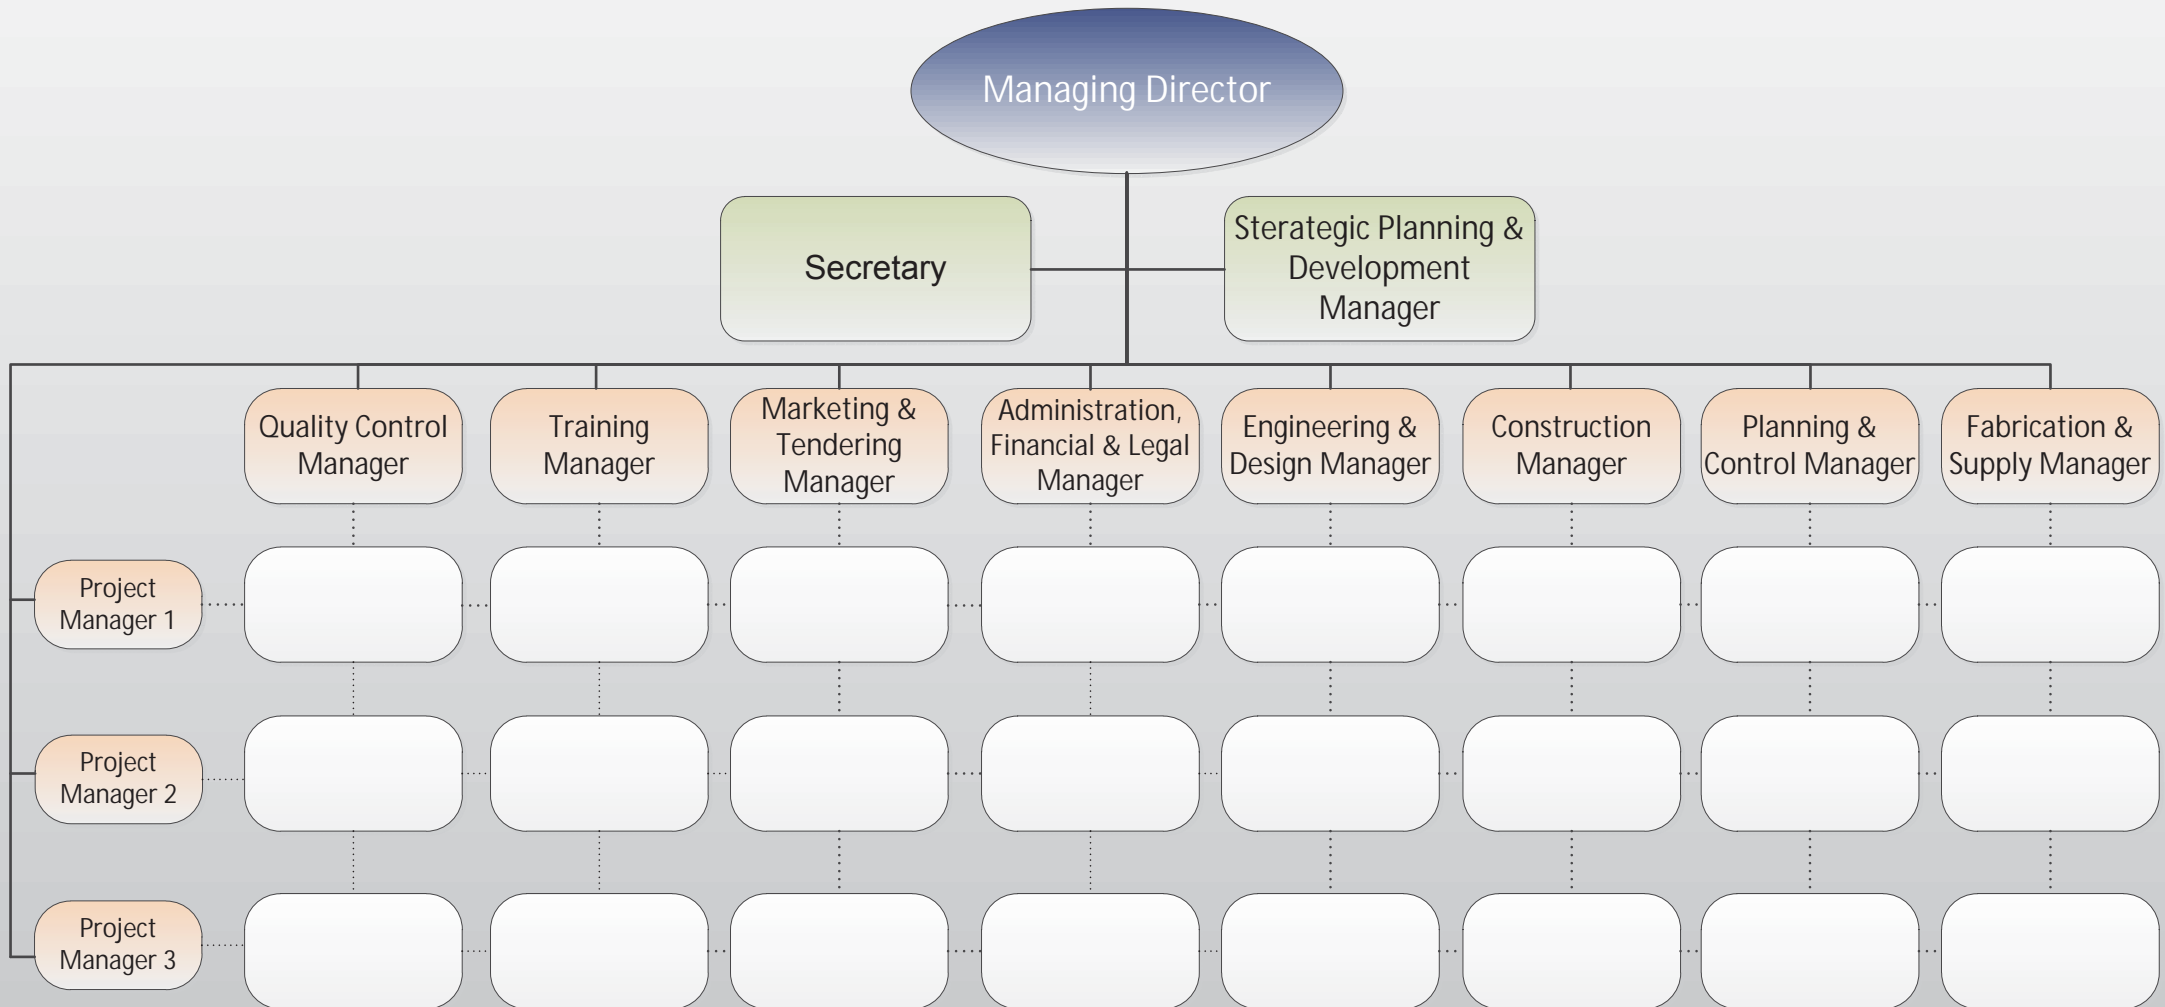 Managing Director
Secretary
Sterategic Planning &
Development
Manager
Quality Control
Manager
Training
Manager
Marketing &
Tendering
Manager
Administration,
Financial & Legal
Manager
Engineering &
Design Manager
Construction
Manager
Planning &
Control Manager
Fabrication &
Supply Manager
Project
Manager 1
Project
Manager 2
Project
Manager 3